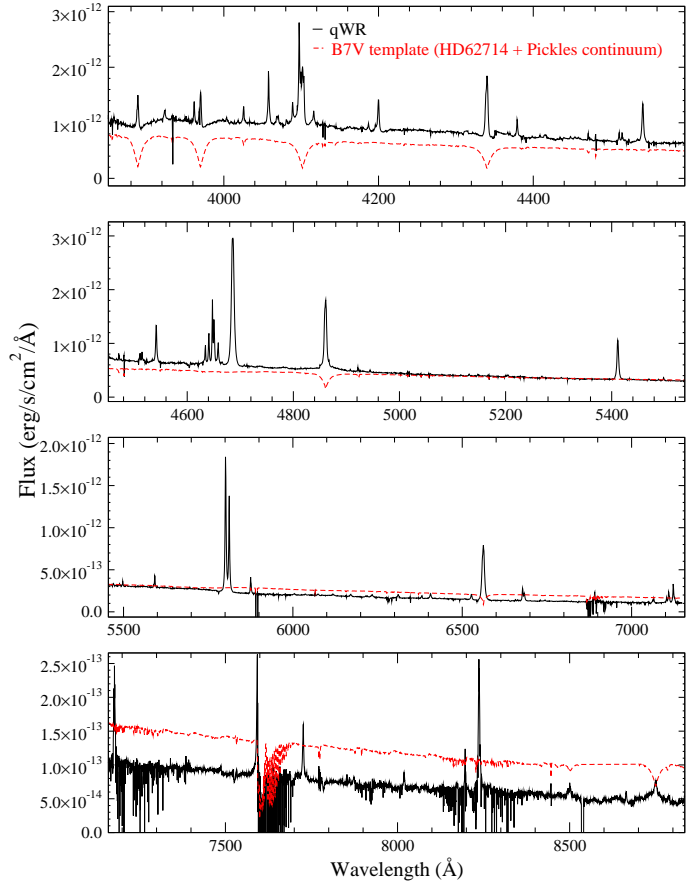 3×10-12
2×10-12
1×10-12
0
qWR
B7V template (HD62714 + Pickles continuum)
4000 4200 4400
3×10-12
2×10-12
1×10-12
0
4600 4800 5000 5200 5400
Flux (erg/s/cm2/Å)
2.0×10-12
1.5×10-12
1.0×10-12
5.0×10-13
0.0
5500 6000 6500 7000
2.5×10-13
2.0×10-13
1.5×10-13
1.0×10-13
5.0×10-14
0.0
7500 8000 8500
Wavelength (Å)